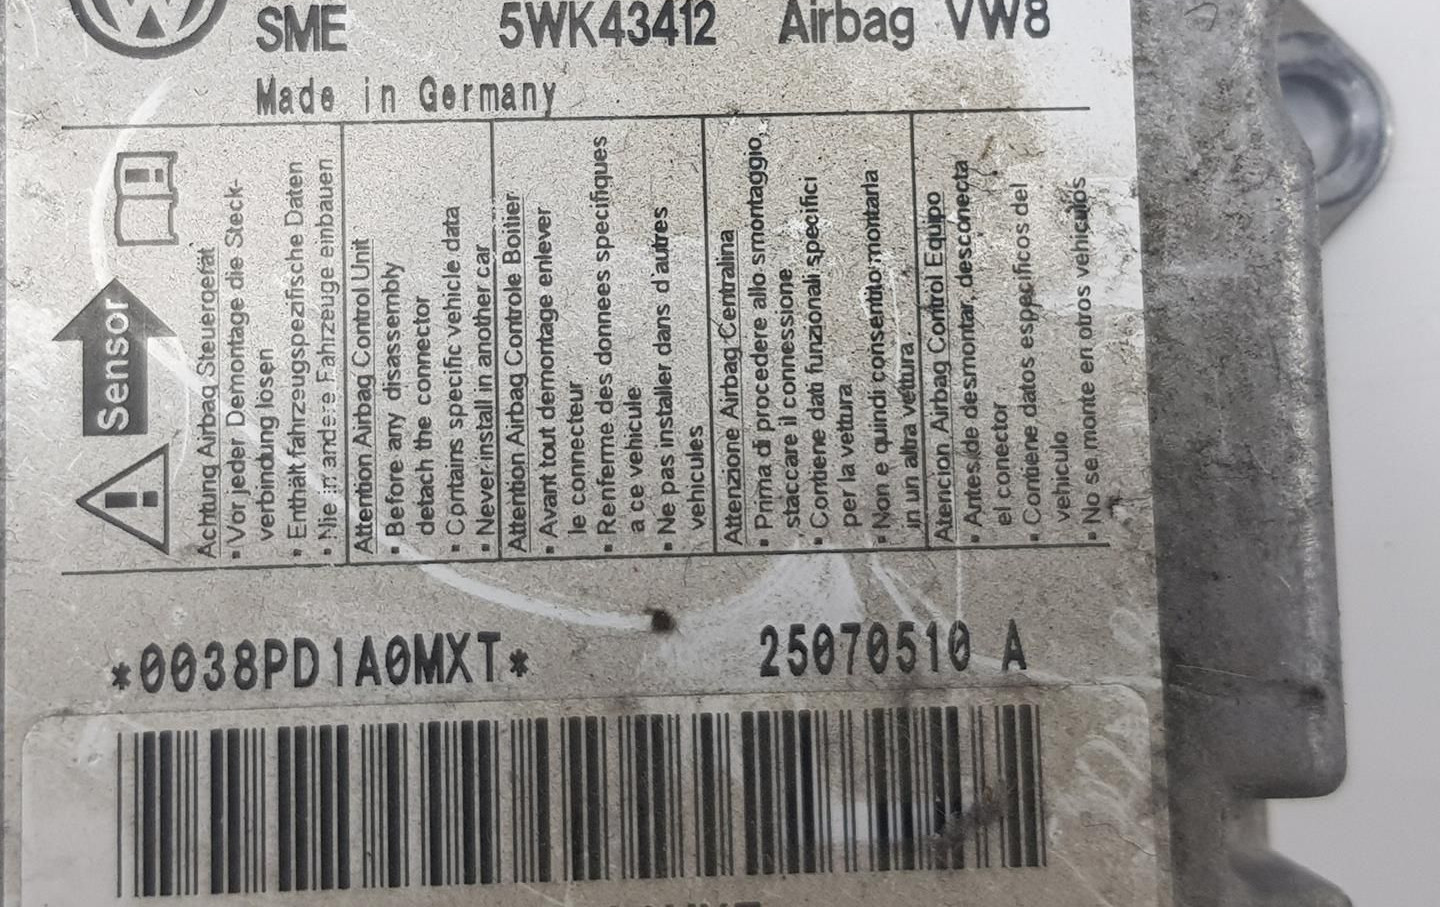 SME 5WK43412 Airbag VW8
Made in Germany
Sensor
Achtung Airbag Steuergerät
▪ Vor jeder Demontage die Steck-
verbindung lösen
▪ Enthält fahrzeugspezifische Daten
▪ Nie in andere Fahrzeuge einbauen
Attention Airbag Control Unit
▪ Before any disassembly
detach the connector
▪ Contains specific vehicle data
▪ Never install in another car
Attention Airbag Controle Boitier
▪ Avant tout demontage enlever
le connecteur
▪ Renferme des donnees specifiques
a ce vehicule
▪ Ne pas installer dans d'autres
vehicules
Attenzione Airbag Centralina
▪ Prima di procedere allo smontaggio,
staccare il connessione
▪ Contiene dati funzionali specifici
per la vettura
▪ Non e quindi consentito montarla
in un altra vettura
Atencion Airbag Control Equipo
▪ Antes de desmontar, desconecta
el conector
▪ Contiene datos especificos del
vehiculo
▪ No se monte en otros vehiculos
*0038PD1A0MXT* 25070510 A